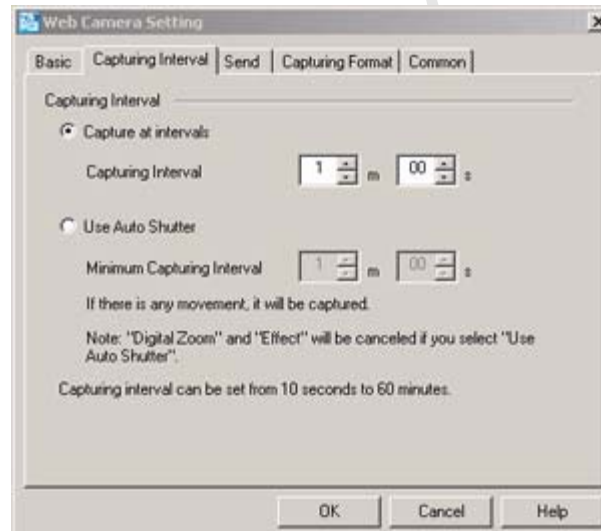 Web Camera Setting
Basic Capturing Interval Send Capturing Format Common
Capturing Interval
Capture at intervals
Capturing Interval 1 m 00 s
Use Auto Shutter
Minimum Capturing Interval 1 m 00 s
If there is any movement, it will be captured.
Note: "Digital Zoom" and "Effect" will be canceled if you select "Use
Auto Shutter".
Capturing interval can be set from 10 seconds to 60 minutes.
OK Cancel Help